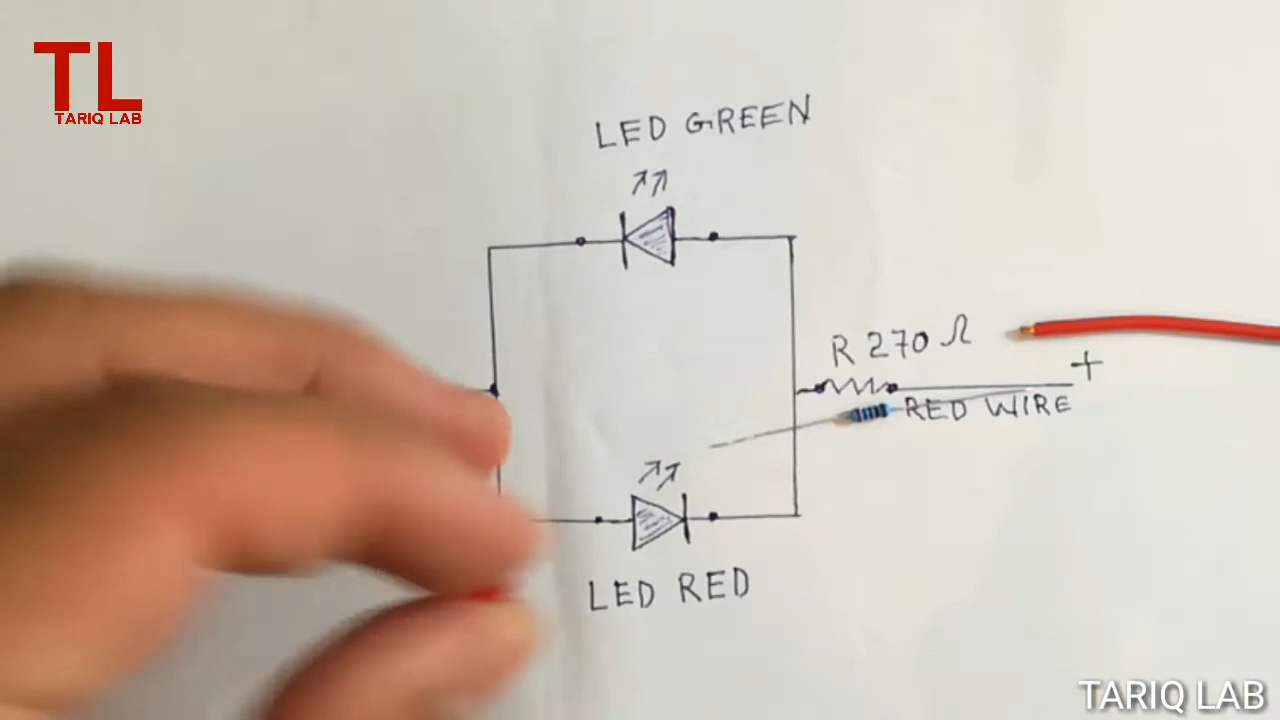 TL
TARIQ LAB
LED GREEN
R 270 Ω
+
RED WIRE
LED RED
TARIQ LAB